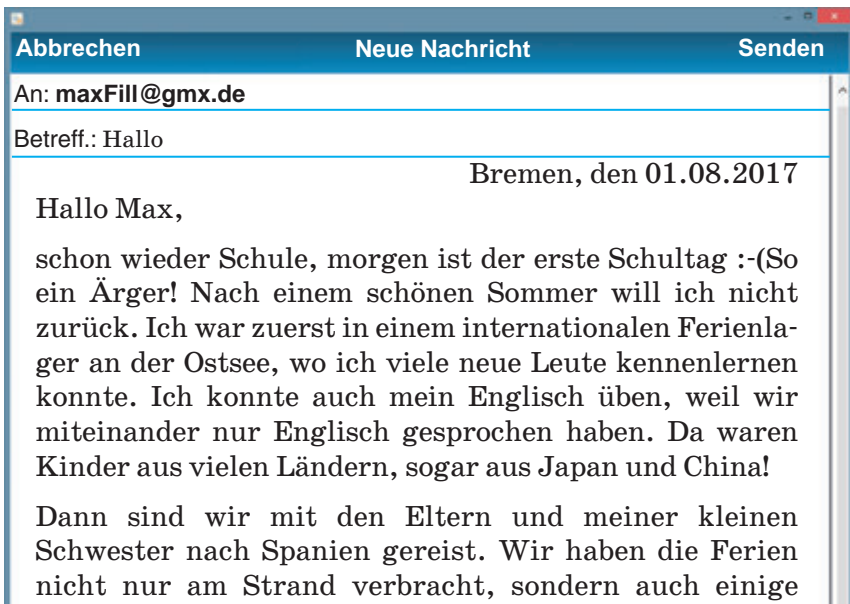 Abbrechen Neue Nachricht Senden
An: maxFill@gmx.de
Betreff.: Hallo
Bremen, den 01.08.2017
Hallo Max,
schon wieder Schule, morgen ist der erste Schultag :-(So
ein Ärger! Nach einem schönen Sommer will ich nicht
zurück. Ich war zuerst in einem internationalen Ferienla-
ger an der Ostsee, wo ich viele neue Leute kennenlernen
konnte. Ich konnte auch mein Englisch üben, weil wir
miteinander nur Englisch gesprochen haben. Da waren
Kinder aus vielen Ländern, sogar aus Japan und China!
Dann sind wir mit den Eltern und meiner kleinen
Schwester nach Spanien gereist. Wir haben die Ferien
nicht nur am Strand verbracht, sondern auch einige